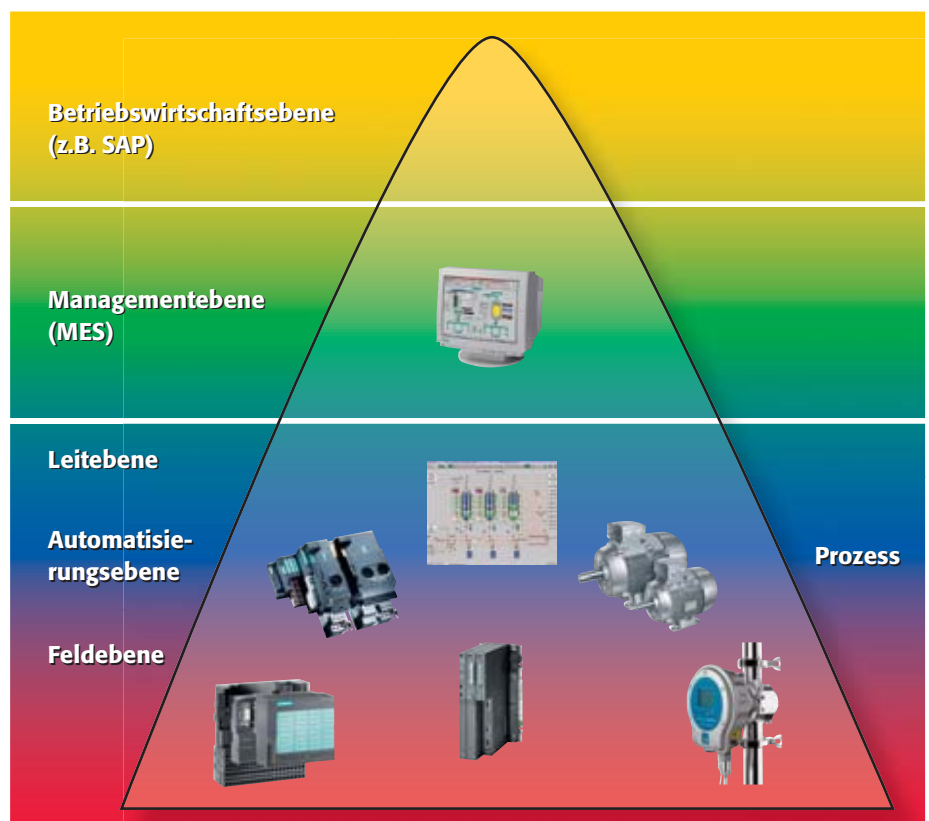 Betriebswirtschaftsebene
(z.B. SAP)
Managementebene
(MES)
Leitebene
Automatisie-
rungsebene
Prozess
Feldebene